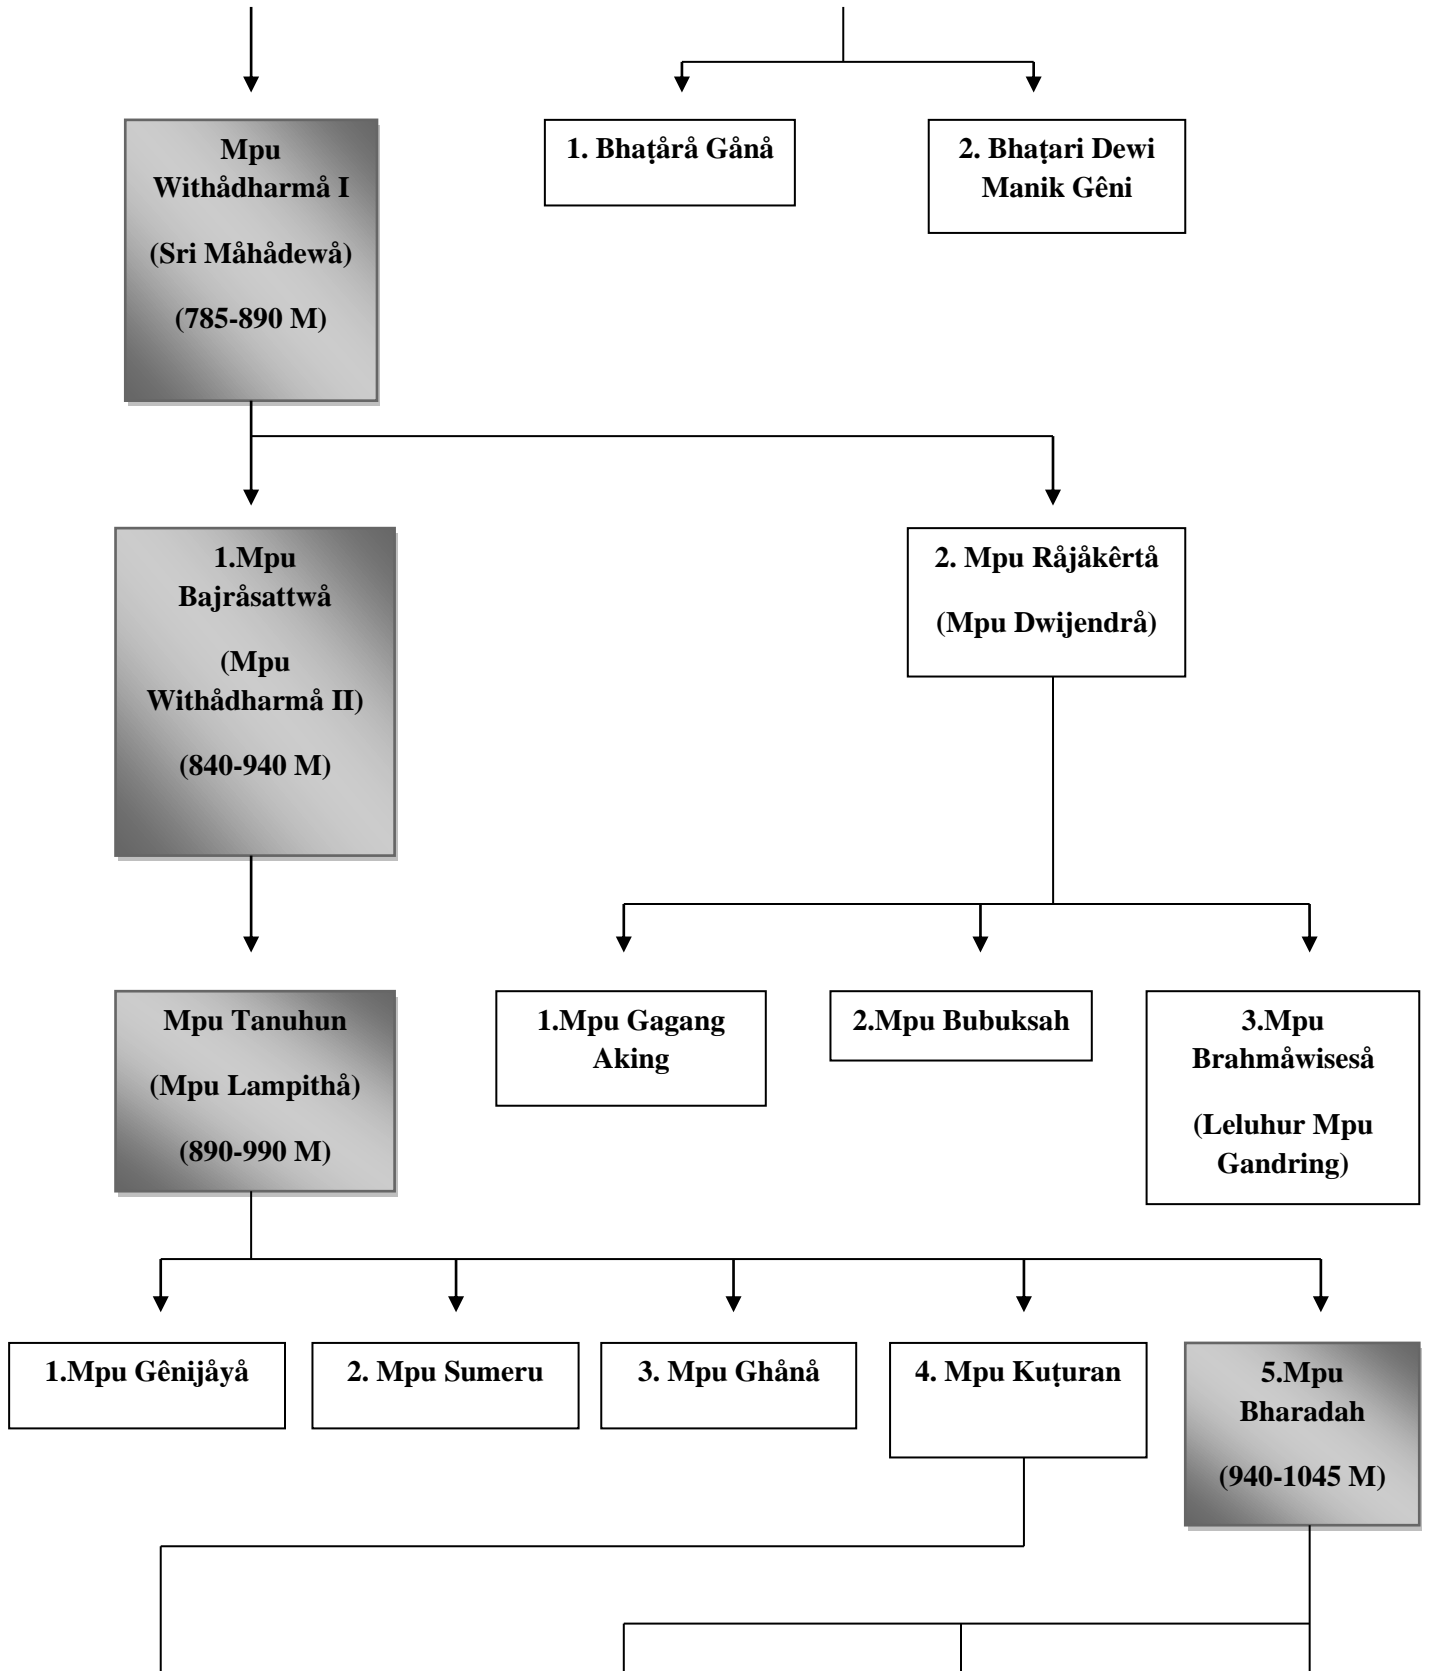 Mpu
Withådharmå I
(Sri Måhådewå)
(785-890 M)
1. Bhaṭårå Gånå
2. Bhaṭari Dewi
Manik Gêni
1.Mpu
Bajråsattwå
(Mpu
Withådharmå II)
(840-940 M)
2. Mpu Råjåkêrtå
(Mpu Dwijendrå)
Mpu Tanuhun
(Mpu Lampithå)
(890-990 M)
1.Mpu Gagang
Aking
2.Mpu Bubuksah
3.Mpu
Brahmåwiseså
(Leluhur Mpu
Gandring)
1.Mpu Gênijåyå
2. Mpu Sumeru
3. Mpu Ghånå
4. Mpu Kuṭuran
5.Mpu
Bharadah
(940-1045 M)